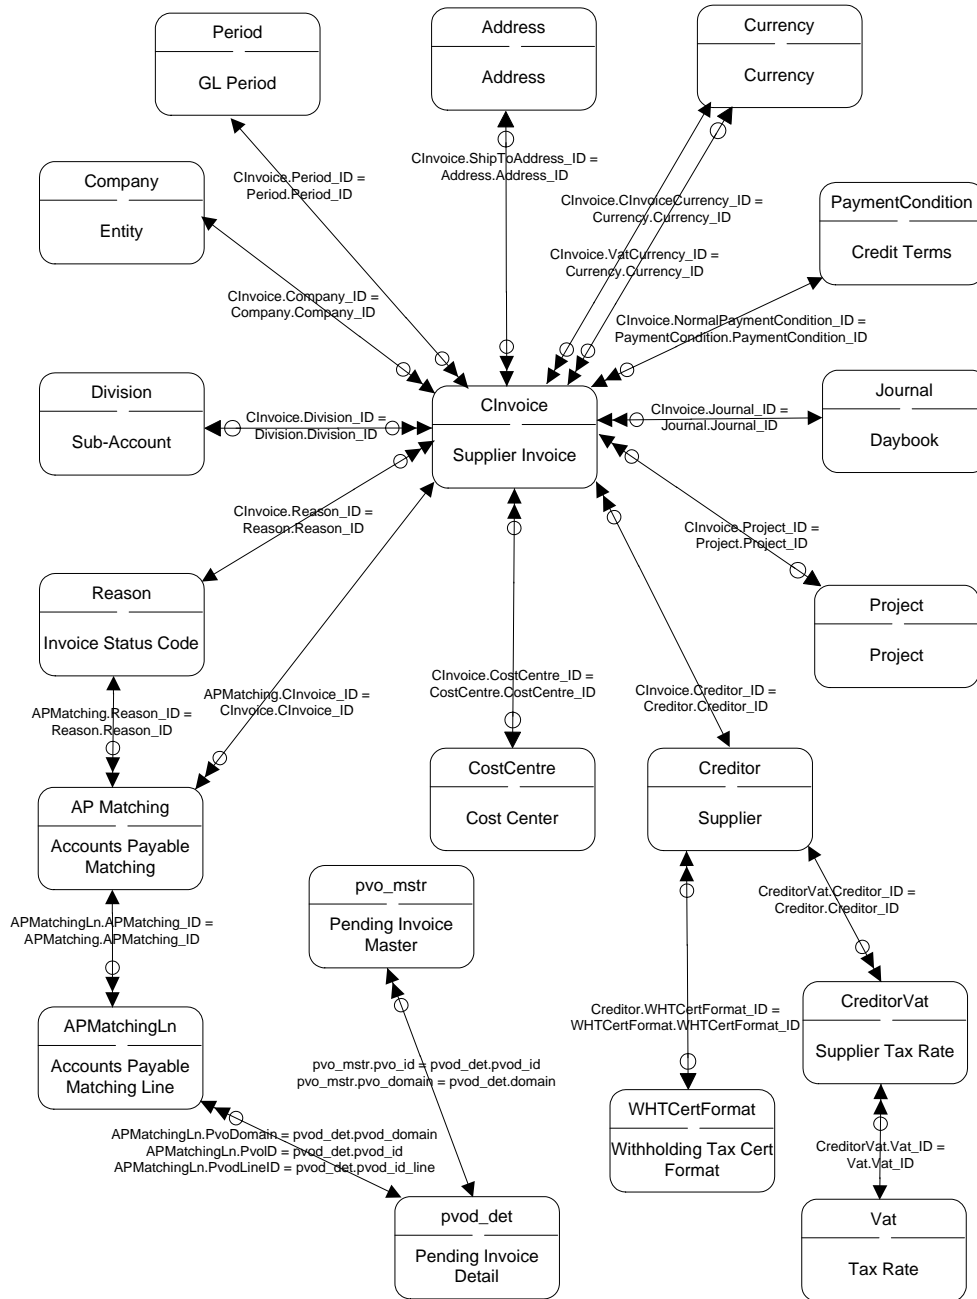 Period
GL Period
Address
Address
Currency
Currency
CInvoice.Period_ID =
Period.Period_ID
CInvoice.ShipToAddress_ID =
Address.Address_ID
Company
Entity
CInvoice.CInvoiceCurrency_ID =
Currency.Currency_ID
PaymentCondition
Credit Terms
CInvoice.VatCurrency_ID =
Currency.Currency_ID
CInvoice.Company_ID =
Company.Company_ID
CInvoice.NormalPaymentCondition_ID =
PaymentCondition.PaymentCondition_ID
Division
Sub-Account
CInvoice.Division_ID =
Division.Division_ID
CInvoice
Supplier Invoice
CInvoice.Journal_ID =
Journal.Journal_ID
Journal
Daybook
CInvoice.Reason_ID =
Reason.Reason_ID
CInvoice.Project_ID =
Project.Project_ID
Reason
Invoice Status Code
Project
Project
APMatching.Reason_ID =
Reason.Reason_ID
APMatching.CInvoice_ID =
CInvoice.CInvoice_ID
CInvoice.CostCentre_ID =
CostCentre.CostCentre_ID
CInvoice.Creditor_ID =
Creditor.Creditor_ID
AP Matching
Accounts Payable
Matching
CostCentre
Cost Center
Creditor
Supplier
pvo_mstr
Pending Invoice
Master
CreditorVat.Creditor_ID =
Creditor.Creditor_ID
APMatchingLn.APMatching_ID =
APMatching.APMatching_ID
APMatchingLn
Accounts Payable
Matching Line
Creditor.WHTCertFormat_ID =
WHTCertFormat.WHTCertFormat_ID
CreditorVat
Supplier Tax Rate
pvo_mstr.pvo_id = pvod_det.pvod_id
pvo_mstr.pvo_domain = pvod_det.domain
WHTCertFormat
Withholding Tax Cert
Format
APMatchingLn.PvoDomain = pvod_det.pvod_domain
APMatchingLn.PvoID = pvod_det.pvod_id
APMatchingLn.PvodLineID = pvod_det.pvod_id_line
CreditorVat.Vat_ID =
Vat.Vat_ID
pvod_det
Pending Invoice
Detail
Vat
Tax Rate